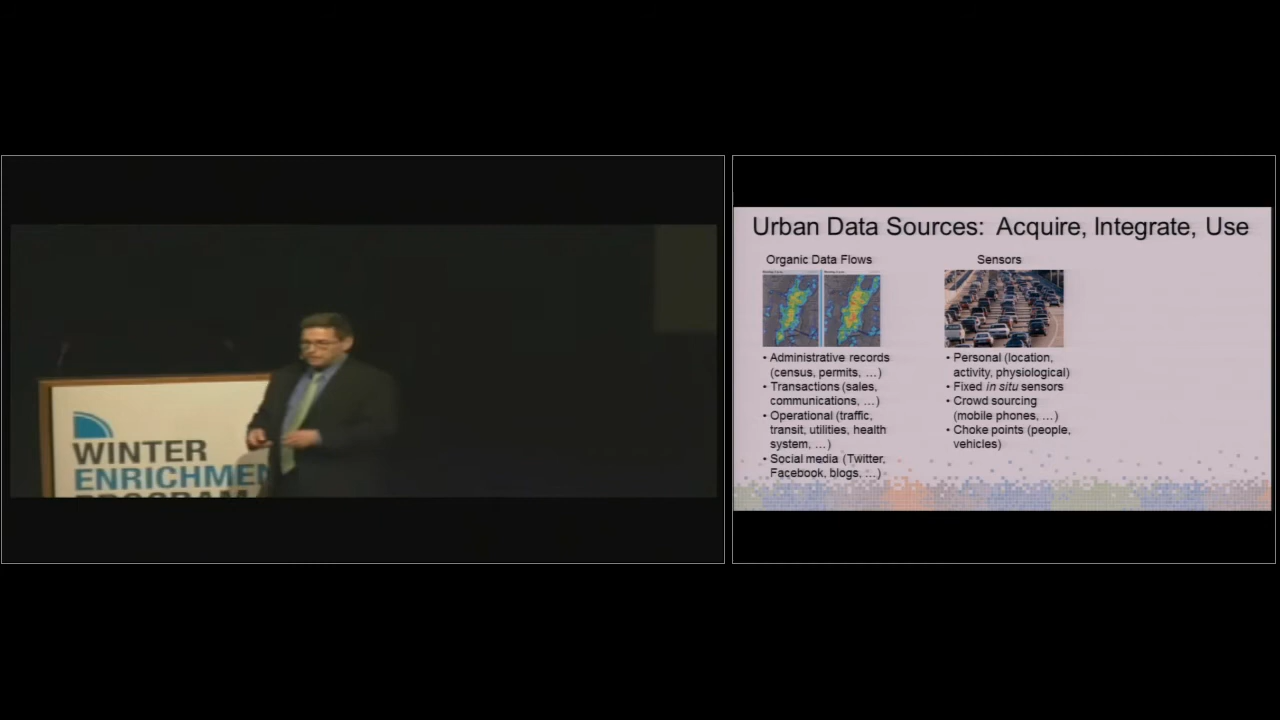 WINTER
ENRICHMEN
PROGRAM
Urban Data Sources: Acquire, Integrate, Use
Organic Data Flows
• Administrative records
(census, permits, …)
• Transactions (sales,
communications, …)
• Operational (traffic,
transit, utilities, health
system, …)
• Social media (Twitter,
Facebook, blogs, …)
Sensors
• Personal (location,
activity, physiological)
• Fixed in situ sensors
• Crowd sourcing
(mobile phones, …)
• Choke points (people,
vehicles)